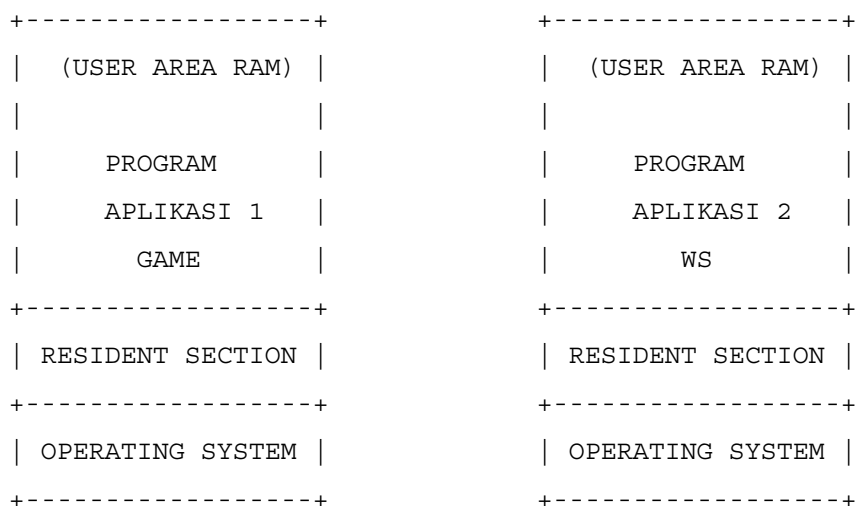 +------------------+ +------------------+
| (USER AREA RAM) | | (USER AREA RAM) |
| | | |
| PROGRAM | | PROGRAM |
| APLIKASI 1 | | APLIKASI 2 |
| GAME | | WS |
+------------------+ +------------------+
| RESIDENT SECTION | | RESIDENT SECTION |
+------------------+ +------------------+
| OPERATING SYSTEM | | OPERATING SYSTEM |
+------------------+ +------------------+